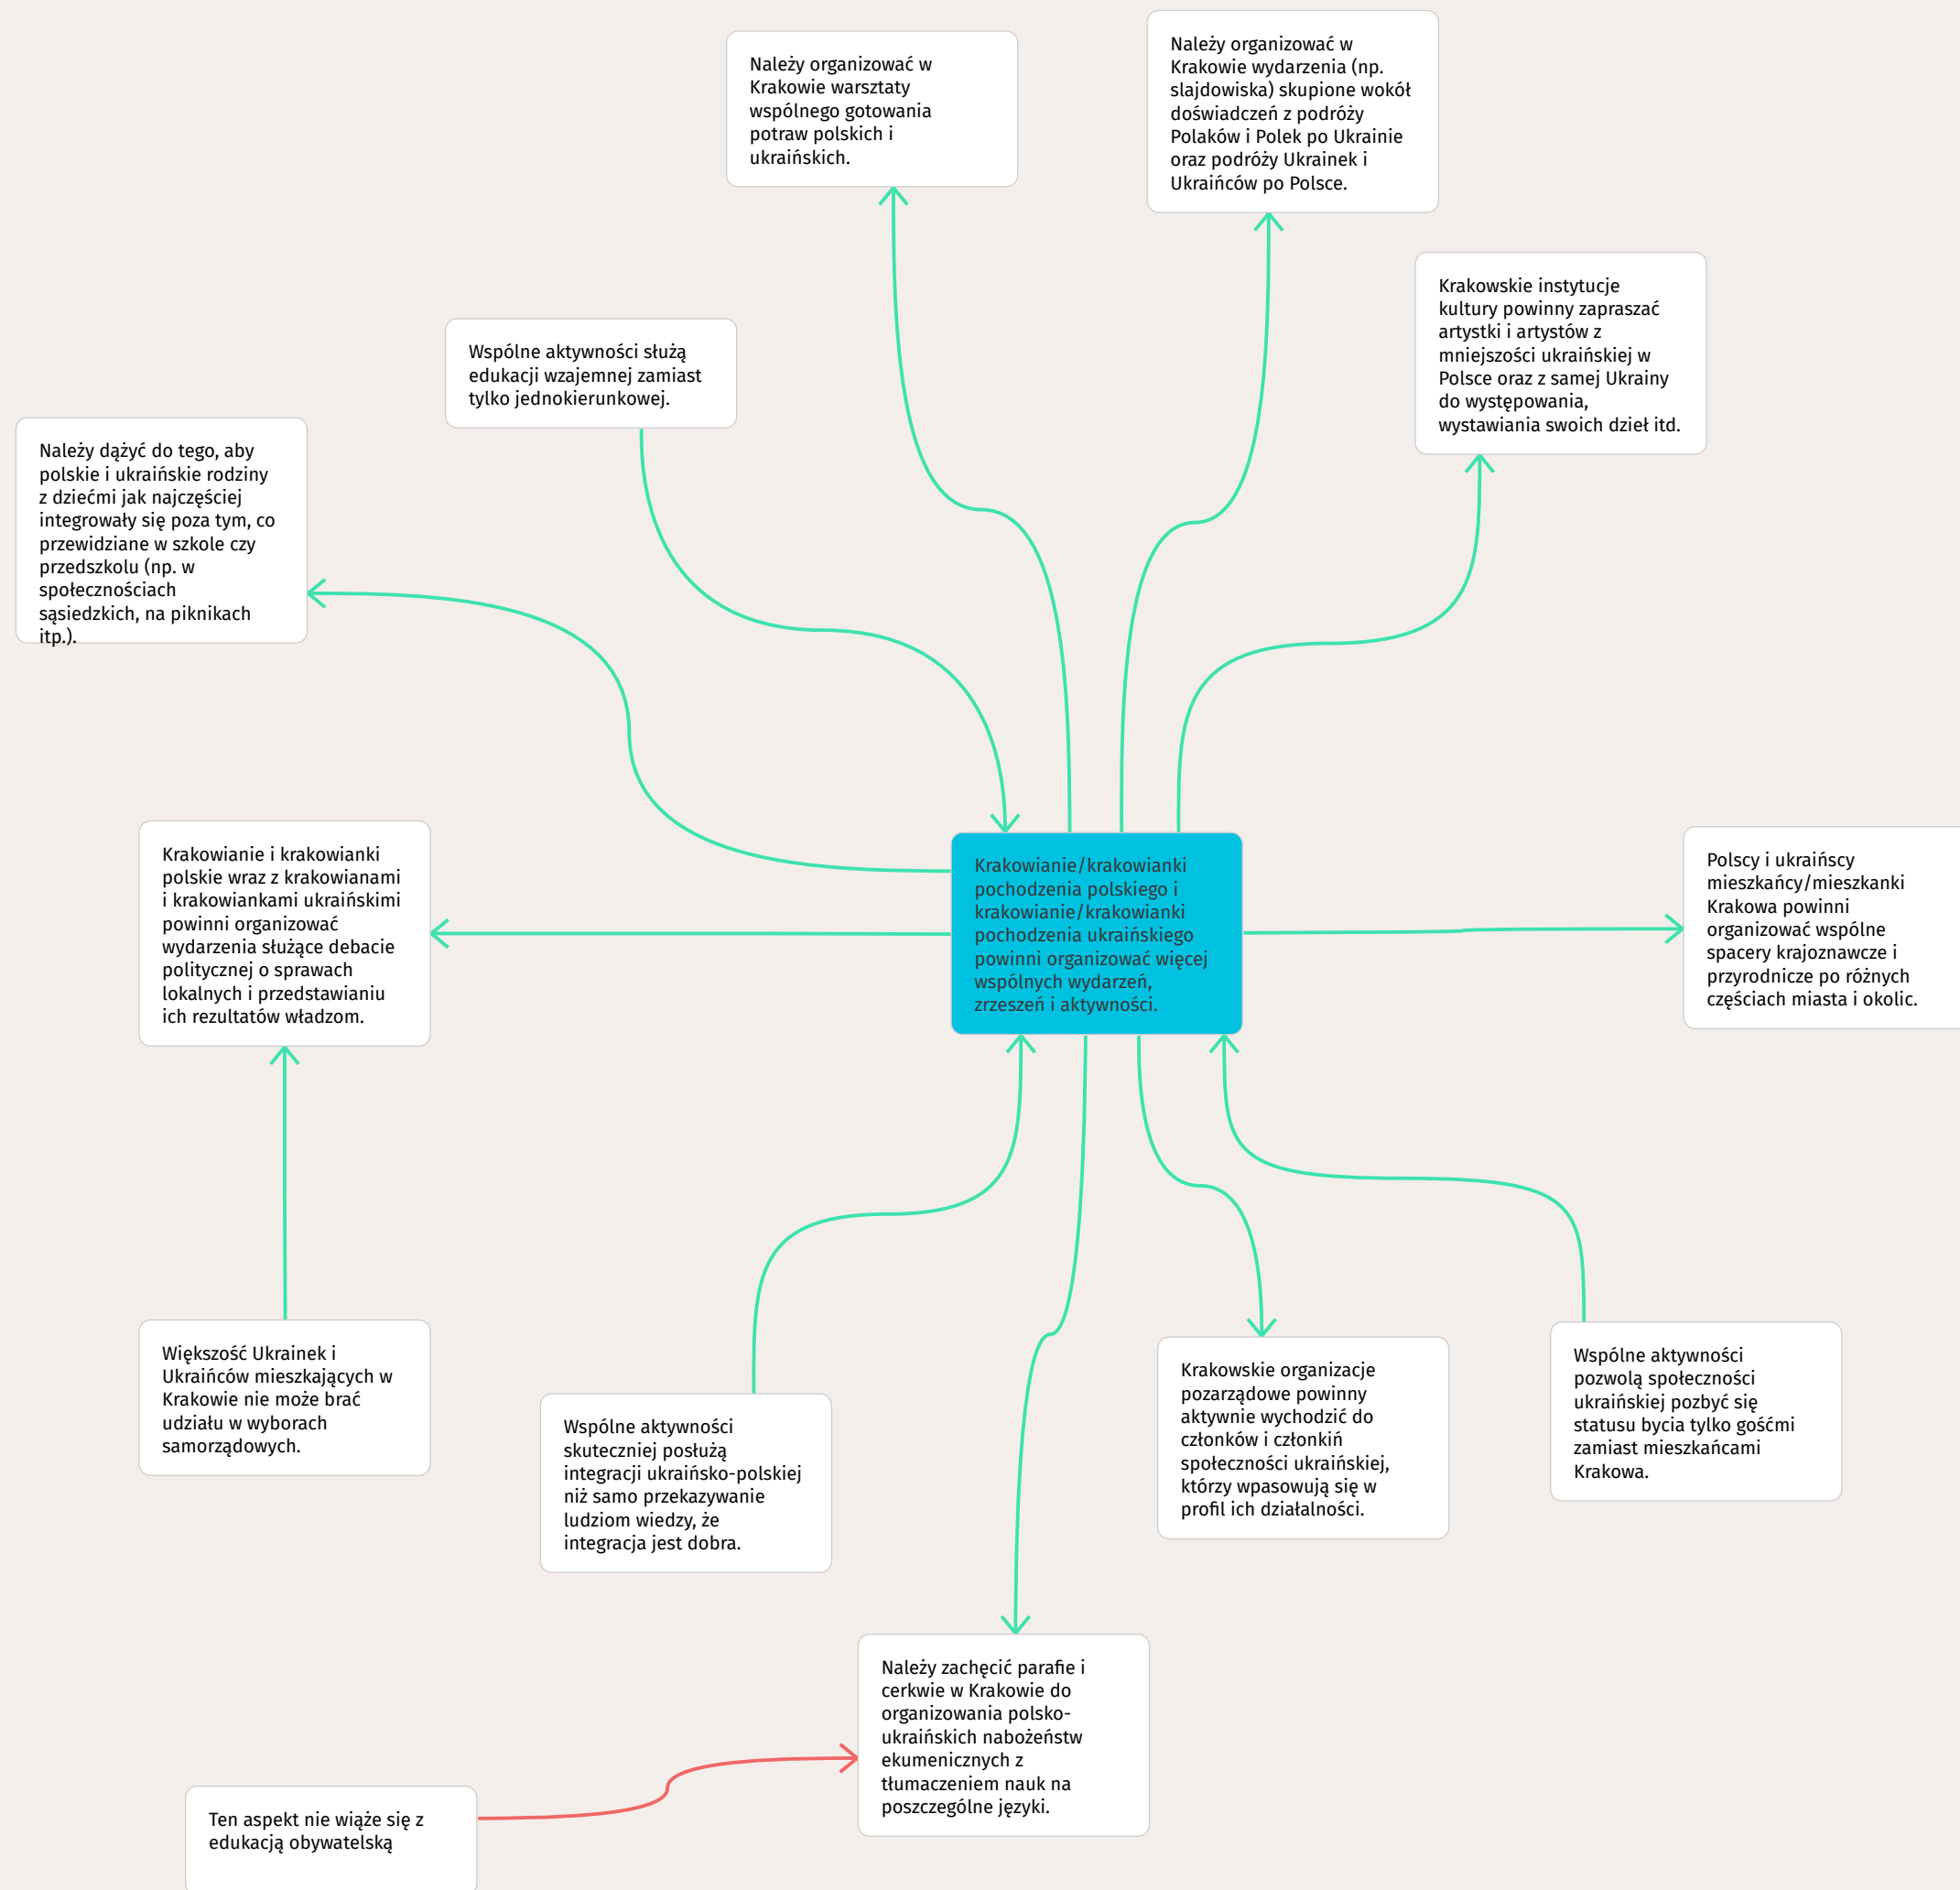 Należy organizować w
Krakowie warsztaty
wspólnego gotowania
potraw polskich i
ukraińskich.
Należy organizować w
Krakowie wydarzenia (np.
slajdowiska) skupione wokół
doświadczeń z podróży
Polaków i Polek po Ukrainie
oraz podróży Ukrainek i
Ukraińców po Polsce.
Krakowskie instytucje
kultury powinny zapraszać
artystki i artystów z
mniejszości ukraińskiej w
Polsce oraz z samej Ukrainy
do występowania,
wystawiania swoich dzieł itd.
Wspólne aktywności służą
edukacji wzajemnej zamiast
tylko jednokierunkowej.
Należy dążyć do tego, aby
polskie i ukraińskie rodziny
z dziećmi jak najczęściej
integrowały się poza tym, co
przewidziane w szkole czy
przedszkolu (np. w
społecznościach
sąsiedzkich, na piknikach
itp.).
Krakowianie i krakowianki
polskie wraz z krakowianami
i krakowiankami ukraińskimi
powinni organizować
wydarzenia służące debacie
politycznej o sprawach
lokalnych i przedstawianiu
ich rezultatów władzom.
Krakowianie/krakowianki
pochodzenia polskiego i
krakowianie/krakowianki
pochodzenia ukraińskiego
powinni organizować więcej
wspólnych wydarzeń,
zrzeszeń i aktywności.
Polscy i ukraińscy
mieszkańcy/mieszkanki
Krakowa powinni
organizować wspólne
spacery krajoznawcze i
przyrodnicze po różnych
częściach miasta i okolic.
Większość Ukrainek i
Ukraińców mieszkających w
Krakowie nie może brać
udziału w wyborach
samorządowych.
Wspólne aktywności
skuteczniej posłużą
integracji ukraińsko-polskiej
niż samo przekazywanie
ludziom wiedzy, że
integracja jest dobra.
Krakowskie organizacje
pozarządowe powinny
aktywnie wychodzić do
członków i członkiń
społeczności ukraińskiej,
którzy wpasowują się w
profil ich działalności.
Wspólne aktywności
pozwolą społeczności
ukraińskiej pozbyć się
statusu bycia tylko gośćmi
zamiast mieszkańcami
Krakowa.
Należy zachęcić parafie i
cerkwie w Krakowie do
organizowania polsko-
ukraińskich nabożeństw
ekumenicznych z
tłumaczeniem nauk na
poszczególne języki.
Ten aspekt nie wiąże się z
edukacją obywatelską